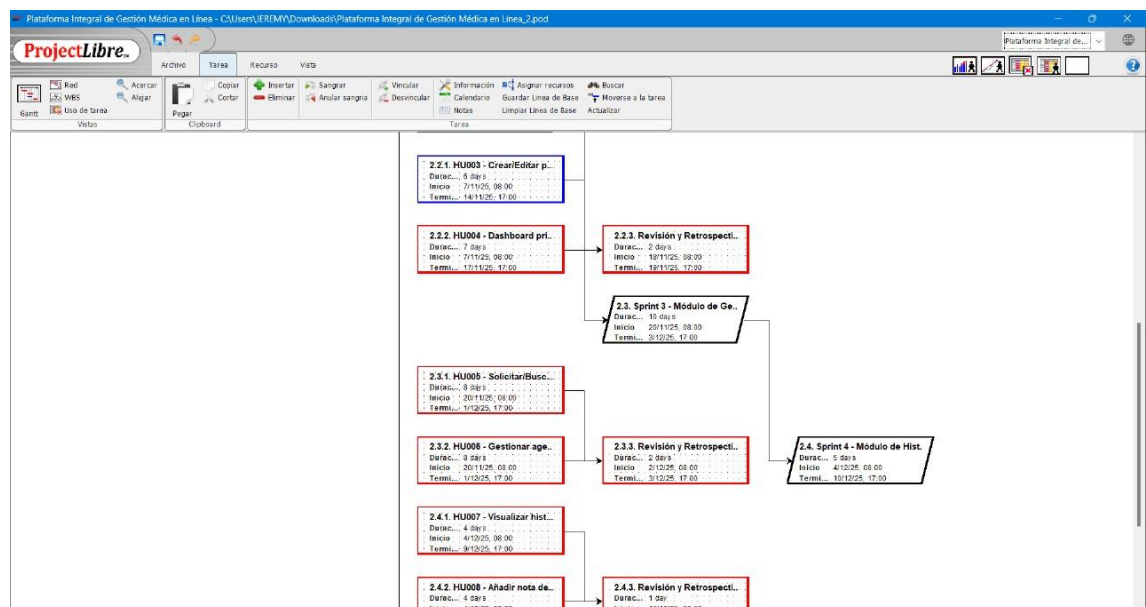 Plataforma Integral de Gestión Médica en Línea - C:\Users\JEREMY\Downloads\Plataforma Integral de Gestión Médica en Línea_2.pod
ProjectLibre
Plataforma Integral de...
Archivo Tarea Recurso Vista
Gantt
Red
WBS
Uso de tarea
Acercar
Alejar
Vistas
Pegar
Copiar
Cortar
Clipboard
Insertar
Eliminar
Sangrar
Anular sangría
Vincular
Desvincular
Información
Calendario
Notas
Asignar recursos
Guardar Linea de Base
Limpiar Linea de Base
Buscar
Moverse a la tarea
Actualizar
Tarea
2.2.1. HU003 - Crear/Editar p...
Durac... 6 days
Inicio 7/11/25, 08:00
Termi... 14/11/25, 17:00
2.2.2. HU004 - Dashboard pri...
Durac... 7 days
Inicio 7/11/25, 08:00
Termi... 17/11/25, 17:00
2.2.3. Revisión y Retrospecti...
Durac... 2 days
Inicio 18/11/25, 08:00
Termi... 19/11/25, 17:00
2.3. Sprint 3 - Módulo de Ge...
Durac... 10 days
Inicio 20/11/25, 08:00
Termi... 3/12/25, 17:00
2.3.1. HU005 - Solicitar/Busc...
Durac... 8 days
Inicio 20/11/25, 08:00
Termi... 1/12/25, 17:00
2.3.2. HU006 - Gestionar age...
Durac... 8 days
Inicio 20/11/25, 08:00
Termi... 1/12/25, 17:00
2.3.3. Revisión y Retrospecti...
Durac... 2 days
Inicio 2/12/25, 08:00
Termi... 3/12/25, 17:00
2.4. Sprint 4 - Módulo de Hist.
Durac... 5 days
Inicio 4/12/25, 08:00
Termi... 10/12/25, 17:00
2.4.1. HU007 - Visualizar hist...
Durac... 4 days
Inicio 4/12/25, 08:00
Termi... 9/12/25, 17:00
2.4.2. HU008 - Añadir nota de...
Durac... 4 days
2.4.3. Revisión y Retrospecti...
Durac... 1 day